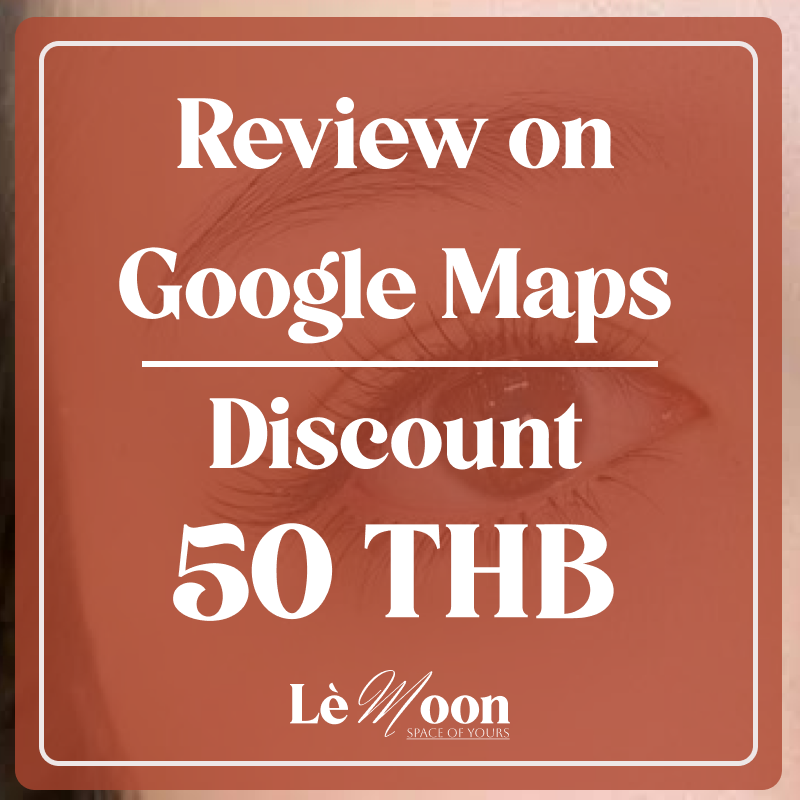 Review on
Google Maps
Discount
50 THB
Lè Moon
SPACE OF YOURS